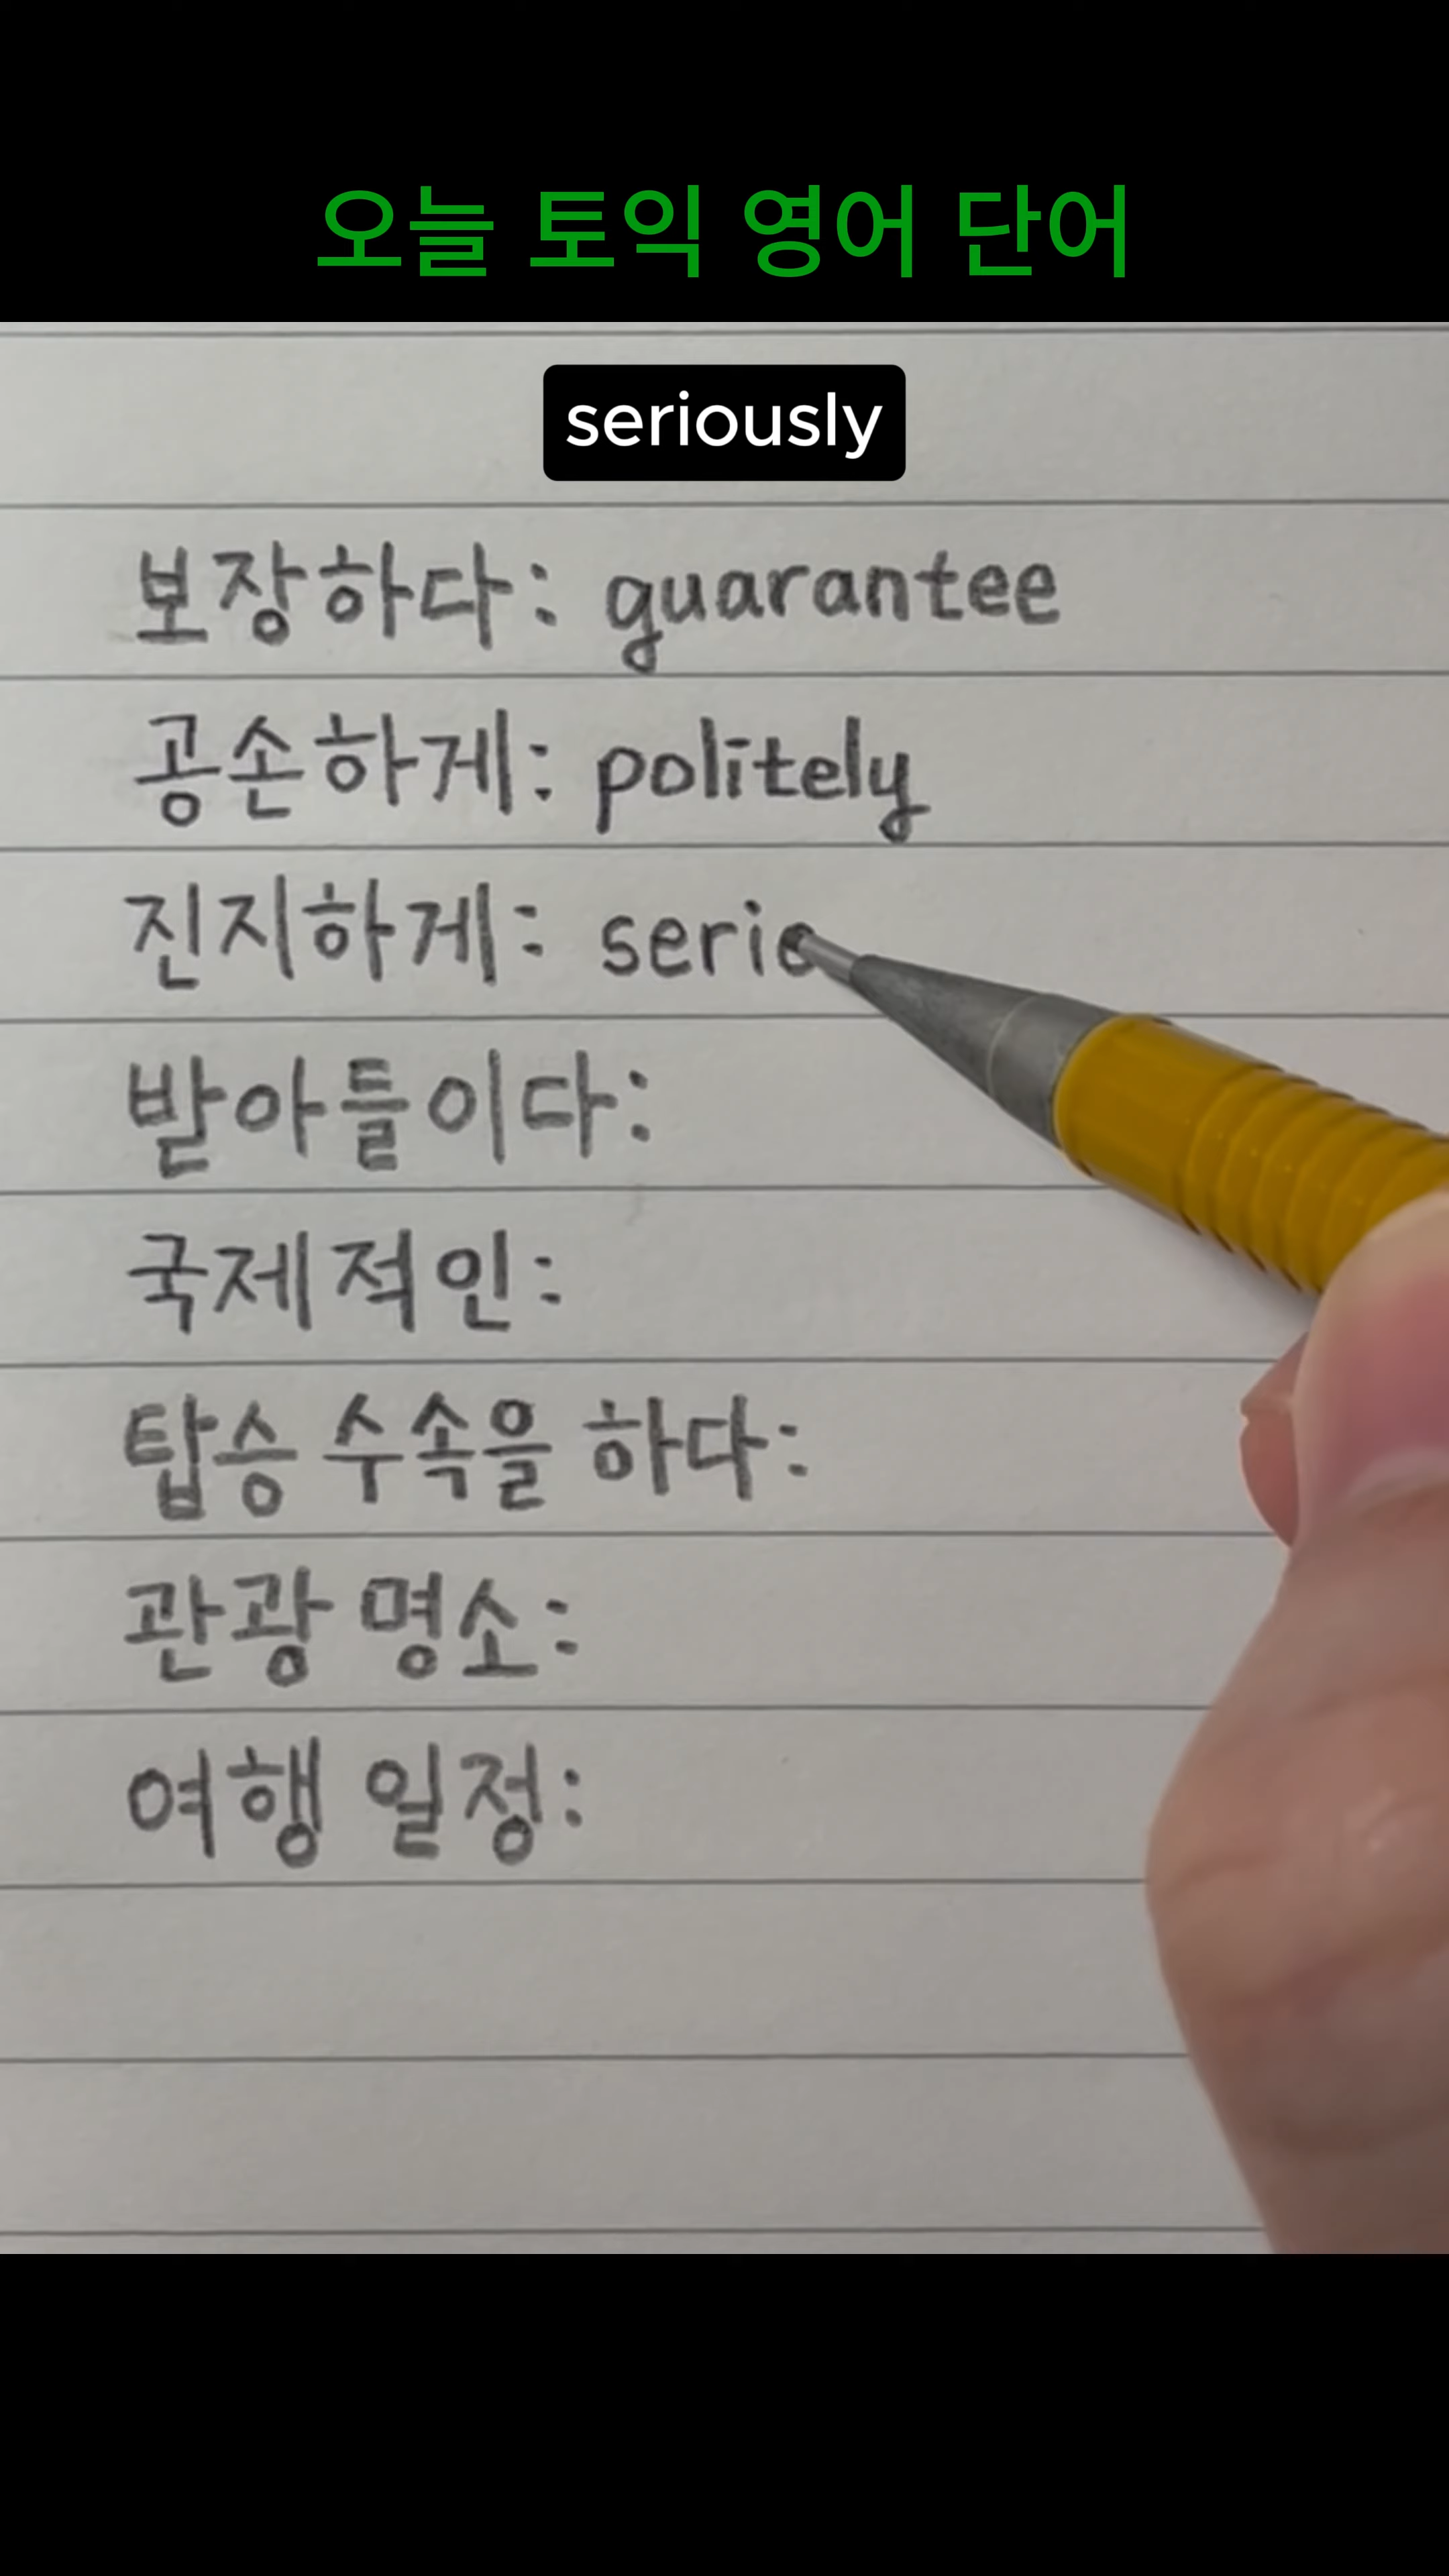 오늘 토익 영어 단어
seriously
보장하다: guarantee
공손하게: politely
진지하게: serio
받아들이다:
국제적인:
탑승 수속을 하다:
관광 명소:
여행 일정: